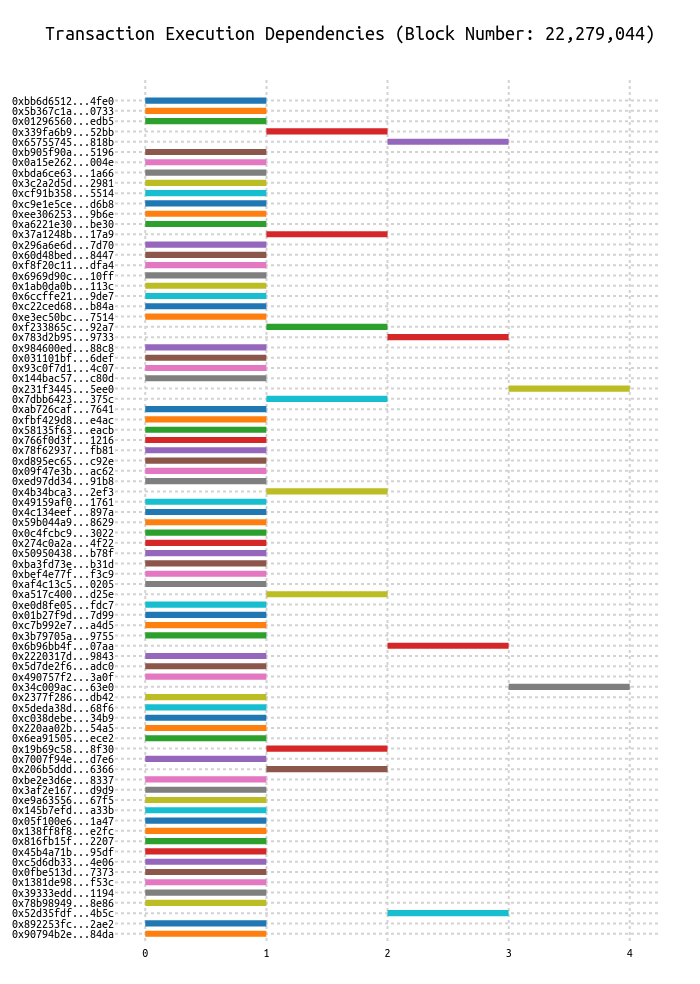 Transaction Execution Dependencies (Block Number: 22,279,044)
0xbb6d6512...4fe0
0x5b367c1a...0733
0x01296560...edb5
0x339fa6b9...52bb
0x65755745...818b
0xb905f90a...5196
0x0a15e262...004e
0xbda6ce63...1a66
0x3c2a2d5d...2981
0xcf91b358...5514
0xc9e1e5ce...d6b8
0xee306253...9b6e
0xa6221e30...be30
0x37a1248b...17a9
0x296a6e6d...7d70
0x60d48bed...8447
0xf8f20c11...dfa4
0x6969d90c...10ff
0x1ab0da0b...113c
0x6ccffe21...9de7
0xc22ced68...b84a
0xe3ec50bc...7514
0xf233865c...92a7
0x783d2b95...9733
0x984600ed...88c8
0x031101bf...6def
0x93c0f7d1...4c07
0x144bac57...c80d
0x231f3445...5ee0
0x7dbb6423...375c
0xab726caf...7641
0xfbf429d8...e4ac
0x58135f63...eacb
0x766f0d3f...1216
0x78f62937...fb81
0xd895ec65...c92e
0x09f47e3b...ac62
0xed97dd34...91b8
0x4b34bca3...2ef3
0x49159af0...1761
0x4c134eef...897a
0x59b044a9...8629
0x0c4fcbc9...3022
0x274c0a2a...4f22
0x50950438...b78f
0xba3fd73e...b31d
0xbef4e77f...f3c9
0xaf4c13c5...0205
0xa517c400...d25e
0xe0d8fe05...fdc7
0x01b27f9d...7d99
0xc7b992e7...a4d5
0x3b79705a...9755
0x6b96bb4f...07aa
0x2220317d...9843
0x5d7de2f6...adc0
0x490757f2...3a0f
0x34c009ac...63e0
0x2377f286...db42
0x5deda38d...68f6
0xc038debe...34b9
0x220aa02b...54a5
0x6ea91505...ece2
0x19b69c58...8f30
0x7007f94e...d7e6
0x206b5ddd...6366
0xbe2e3d6e...8337
0x3af2e167...d9d9
0xe9a63556...67f5
0x145b7efd...a33b
0x05f100e6...1a47
0x138ff8f8...e2fc
0x816fb15f...2207
0x45b4a71b...95df
0xc5d6db33...4e06
0x0fbe513d...7373
0x1381de98...f53c
0x39333edd...1194
0x78b98949...8e86
0x52d35fdf...4b5c
0x892253fc...2ae2
0x90794b2e...84da
0 1 2 3 4